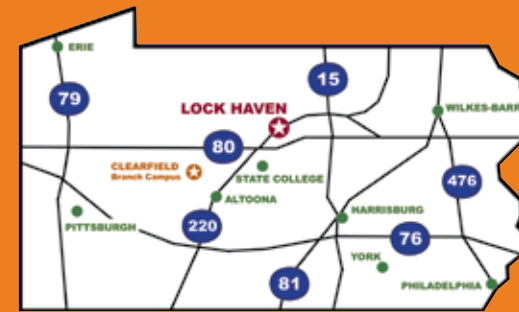 ERIE
15
79
LOCK HAVEN
WILKES-BARR
80
CLEARFIELD
Branch Campus
STATE COLLEGE
476
ALTOONA
PITTSBURGH
220
HARRISBURG
76
YORK
81
PHILADELPHIA